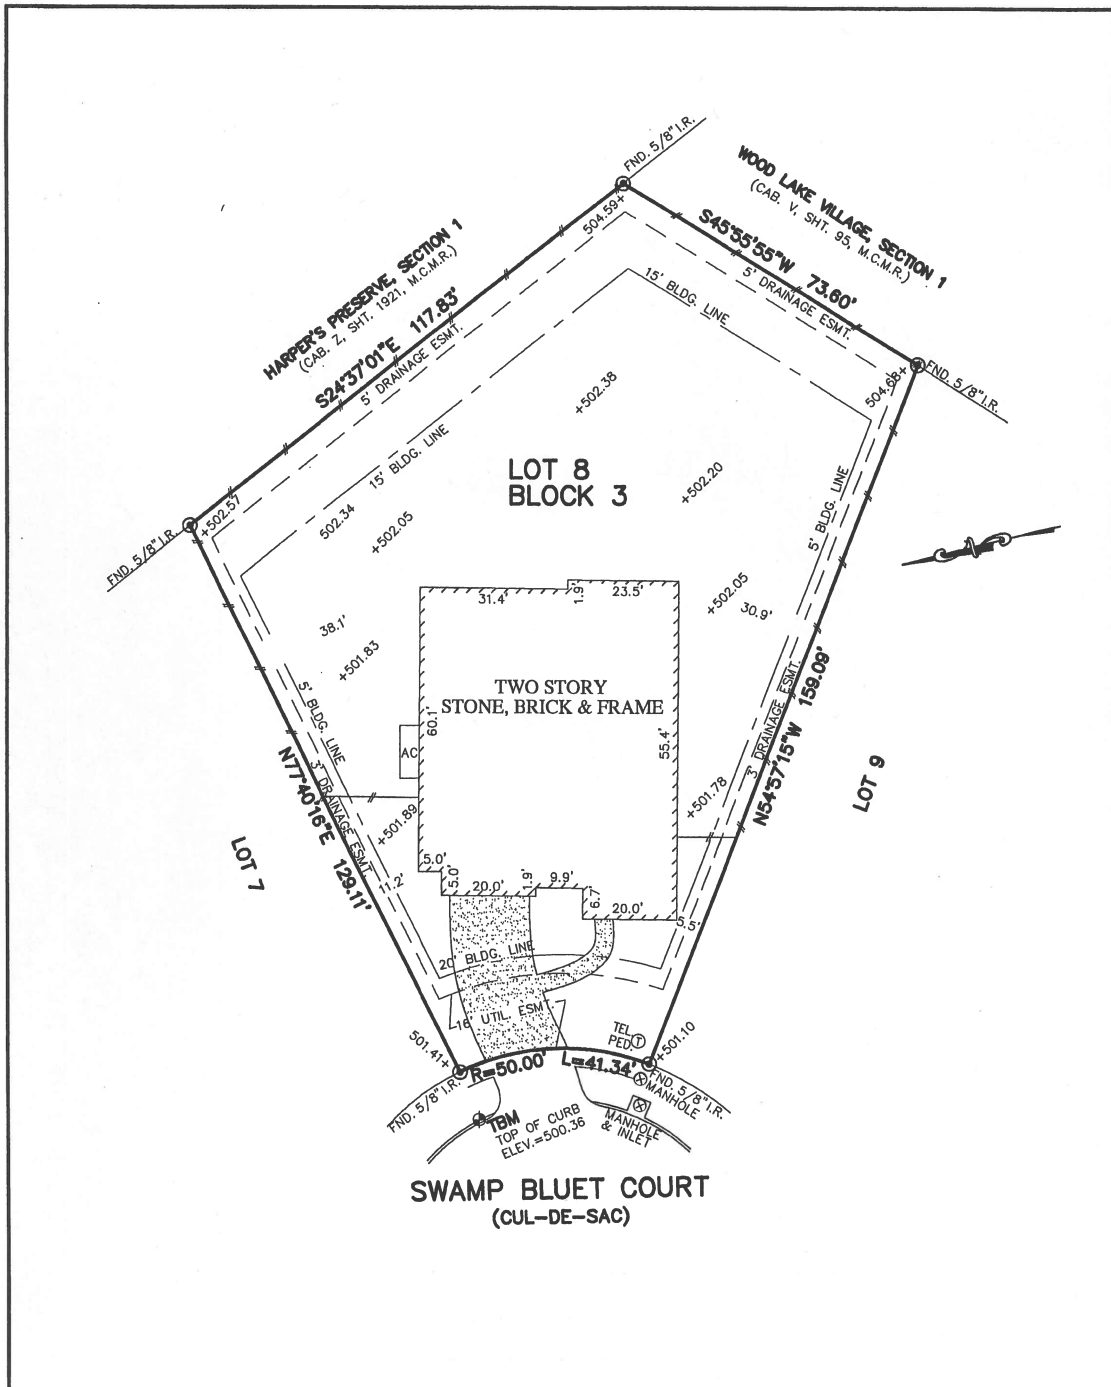 FND. 5/8" I.R.
WOOD LAKE VILLAGE, SECTION 1
(CAB. V, SHT. 95, M.C.M.R.)
504.59+
S45°55'55"W 73.60'
5' DRAINAGE ESMT.
HARPER'S PRESERVE, SECTION 1
(CAB. Z, SHT. 1921, M.C.M.R.)
S24°37'01"E 117.83'
5' DRAINAGE ESMT.
15' BLDG. LINE
15' BLDG. LINE
504.68+
FND. 5/8" I.R.
+502.38
LOT 8
BLOCK 3
+502.20
+502.57
502.34
+502.05
FND. 5/8" I.R.
5' BLDG. LINE
31.4'
1.9'
23.5'
+502.05
30.9'
38.1'
+501.83
TWO STORY
STONE, BRICK & FRAME
60.1'
55.4'
AC
5' BLDG. LINE
3' DRAINAGE ESMT.
N77°40'16"E 129.11'
3' DRAINAGE ESMT.
N54°57'15"W 159.09'
LOT 9
LOT 7
+501.89
+501.78
11.2'
5.0'
5.0'
20.0'
1.9'
9.9'
6.7'
20.0'
5.5'
20' BLDG. LINE
16' UTIL. ESMT.
TEL.
PED.
T
501.41+
+501.10
R=50.00' L=41.34'
FND. 5/8" I.R.
FND. 5/8" I.R.
MANHOLE
TBM
TOP OF CURB
ELEV.=500.36
MANHOLE
& INLET
SWAMP BLUET COURT
(CUL-DE-SAC)